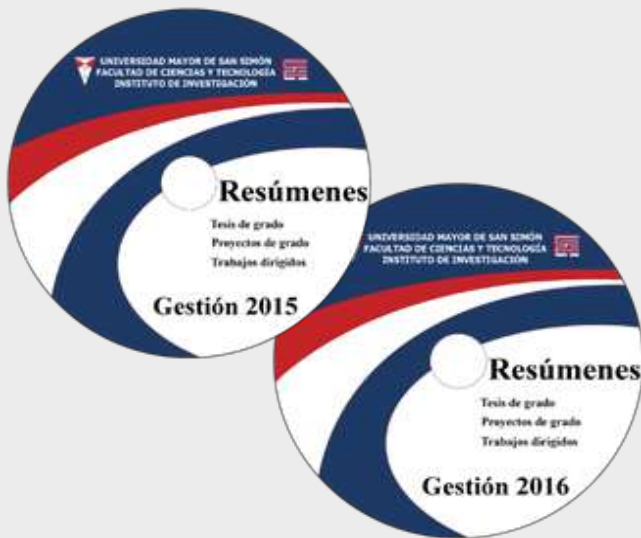 UNIVERSIDAD MAYOR DE SAN SIMÓN
FACULTAD DE CIENCIAS Y TECNOLOGÍA
INSTITUTO DE INVESTIGACIÓN
Resúmenes
Tesis de grado
Proyectos de grado
Trabajos dirigidos
Gestión 2015
UNIVERSIDAD MAYOR DE SAN SIMÓN
FACULTAD DE CIENCIAS Y TECNOLOGÍA
INSTITUTO DE INVESTIGACIÓN
Resúmenes
Tesis de grado
Proyectos de grado
Trabajos dirigidos
Gestión 2016